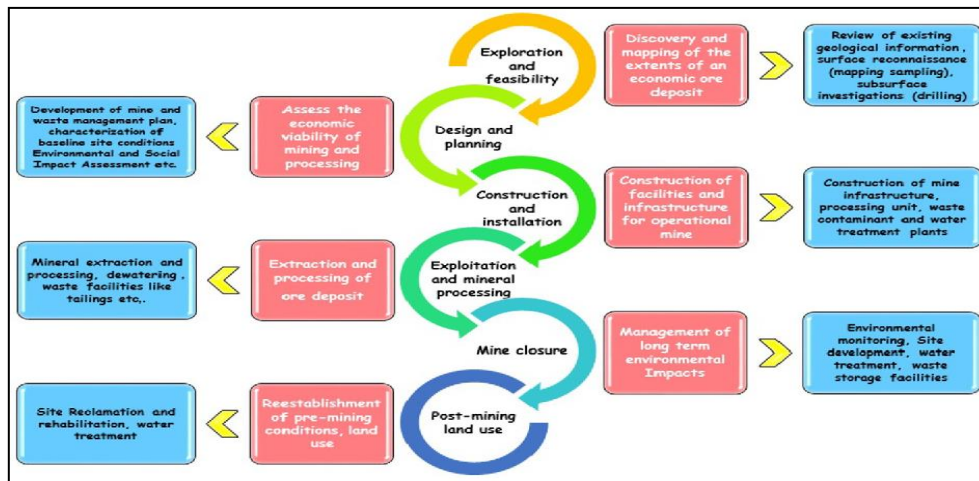 Exploration
and
feasibility
Discovery and
mapping of the
extents of an
economic ore
deposit
Review of existing
geological information,
surface reconnaissance
(mapping sampling),
subsurface
investigations (drilling)
Design and
planning
Assess the
economic
viability of
mining and
processing
Development of mine and
waste management plan,
characterization of
baseline site conditions
Environmental and Social
Impact Assessment etc.
Construction
and
installation
Construction of
facilities and
infrastructure
for operational
mine
Construction of mine
infrastructure,
processing unit, waste
contaminant and water
treatment plants
Exploitation
and mineral
processing
Extraction and
processing of
ore deposit
Mineral extraction and
processing, dewatering ,
waste facilities like
tailings etc,.
Mine closure
Management of
long term
environmental
Impacts
Environmental
monitoring, Site
development, water
treatment, waste
storage facilities
Post-mining
land use
Reestablishment
of pre-mining
conditions, land
use
Site Reclamation and
rehabilitation, water
treatment